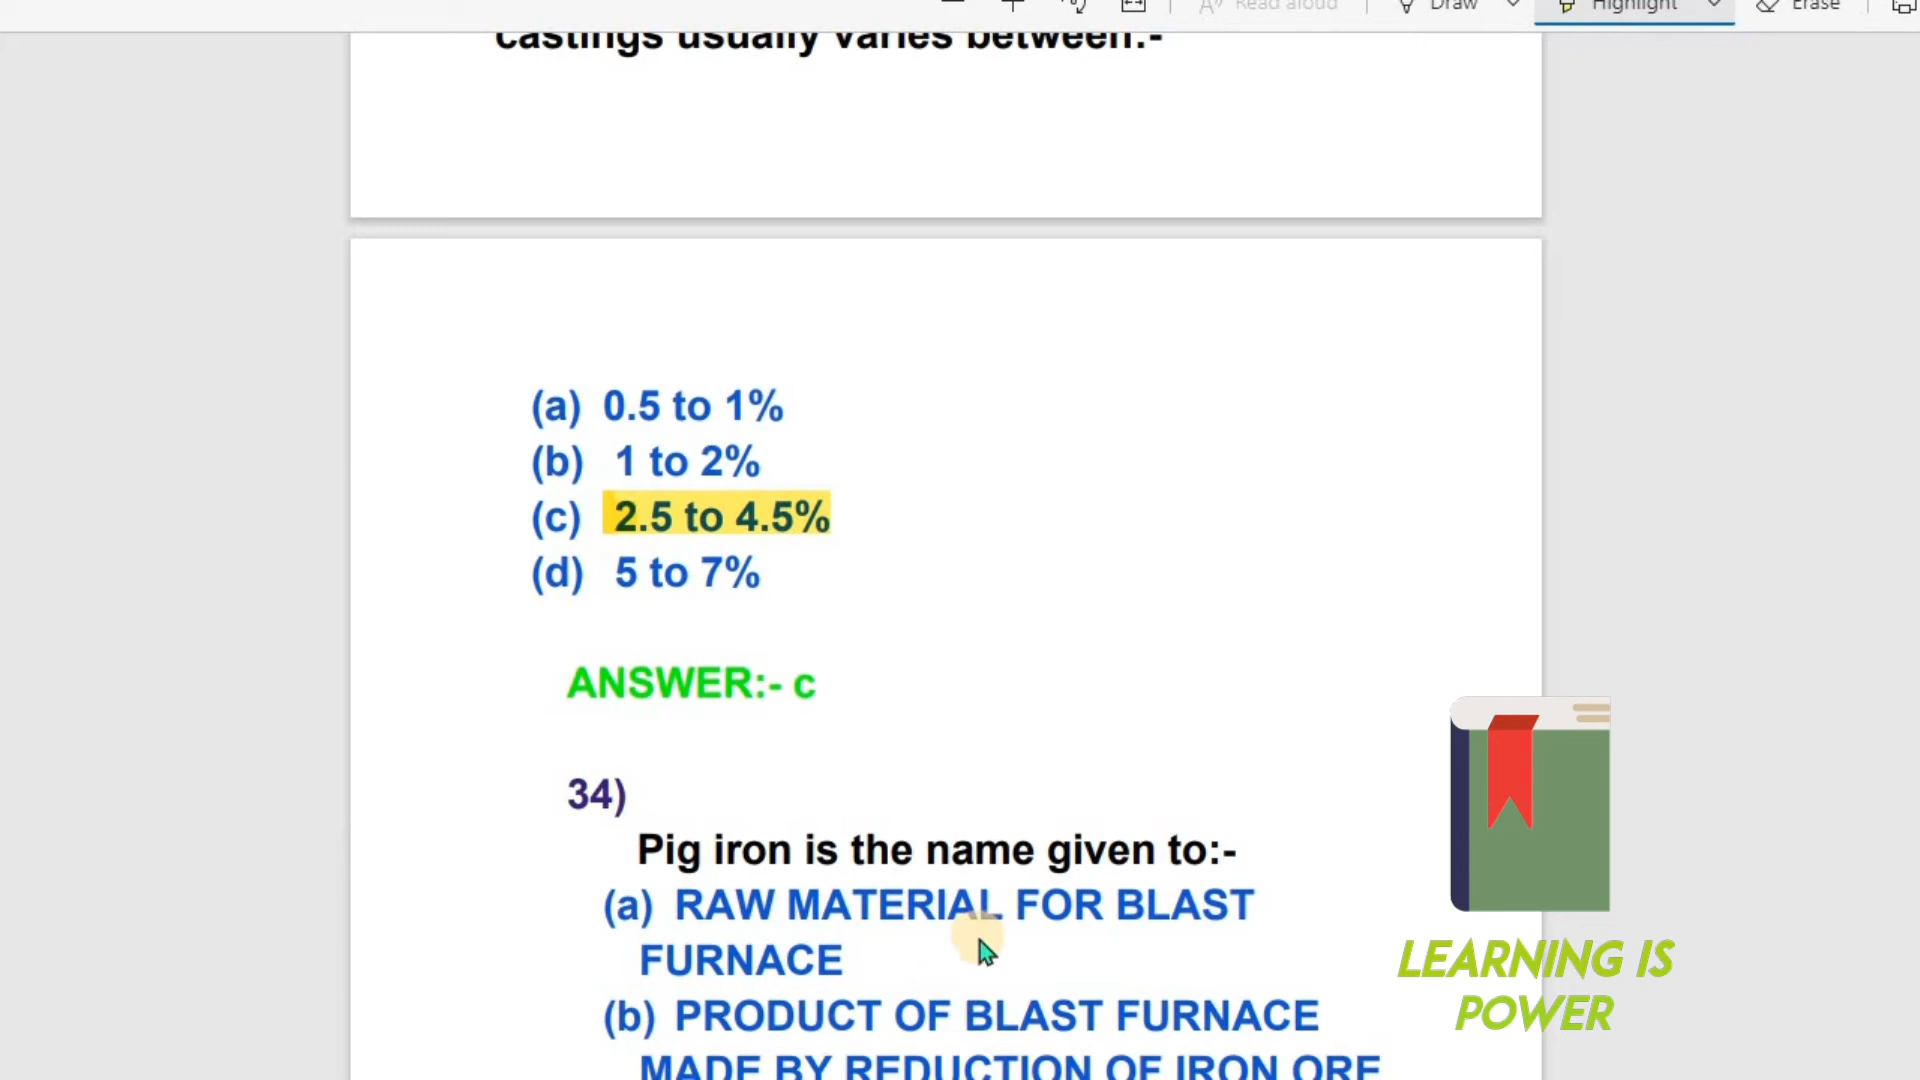 Read aloud
Draw
Highlight
Erase
castings usually varies between:-
(a) 0.5 to 1%
(b) 1 to 2%
(c) 2.5 to 4.5%
(d) 5 to 7%
ANSWER:- c
34)
Pig iron is the name given to:-
(a) RAW MATERIAL FOR BLAST
FURNACE
(b) PRODUCT OF BLAST FURNACE
MADE BY REDUCTION OF IRON ORE
LEARNING IS
POWER